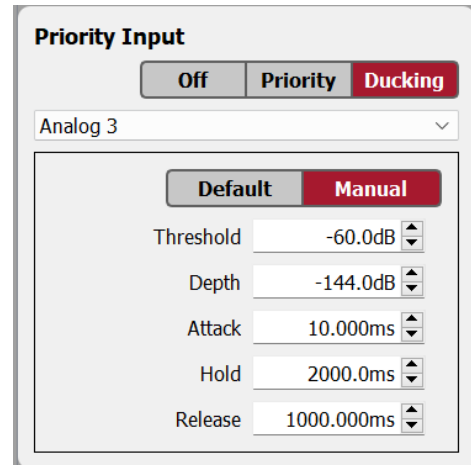 Priority Input
Off Priority Ducking
Analog 3
Default Manual
Threshold -60.0dB
Depth -144.0dB
Attack 10.000ms
Hold 2000.0ms
Release 1000.000ms